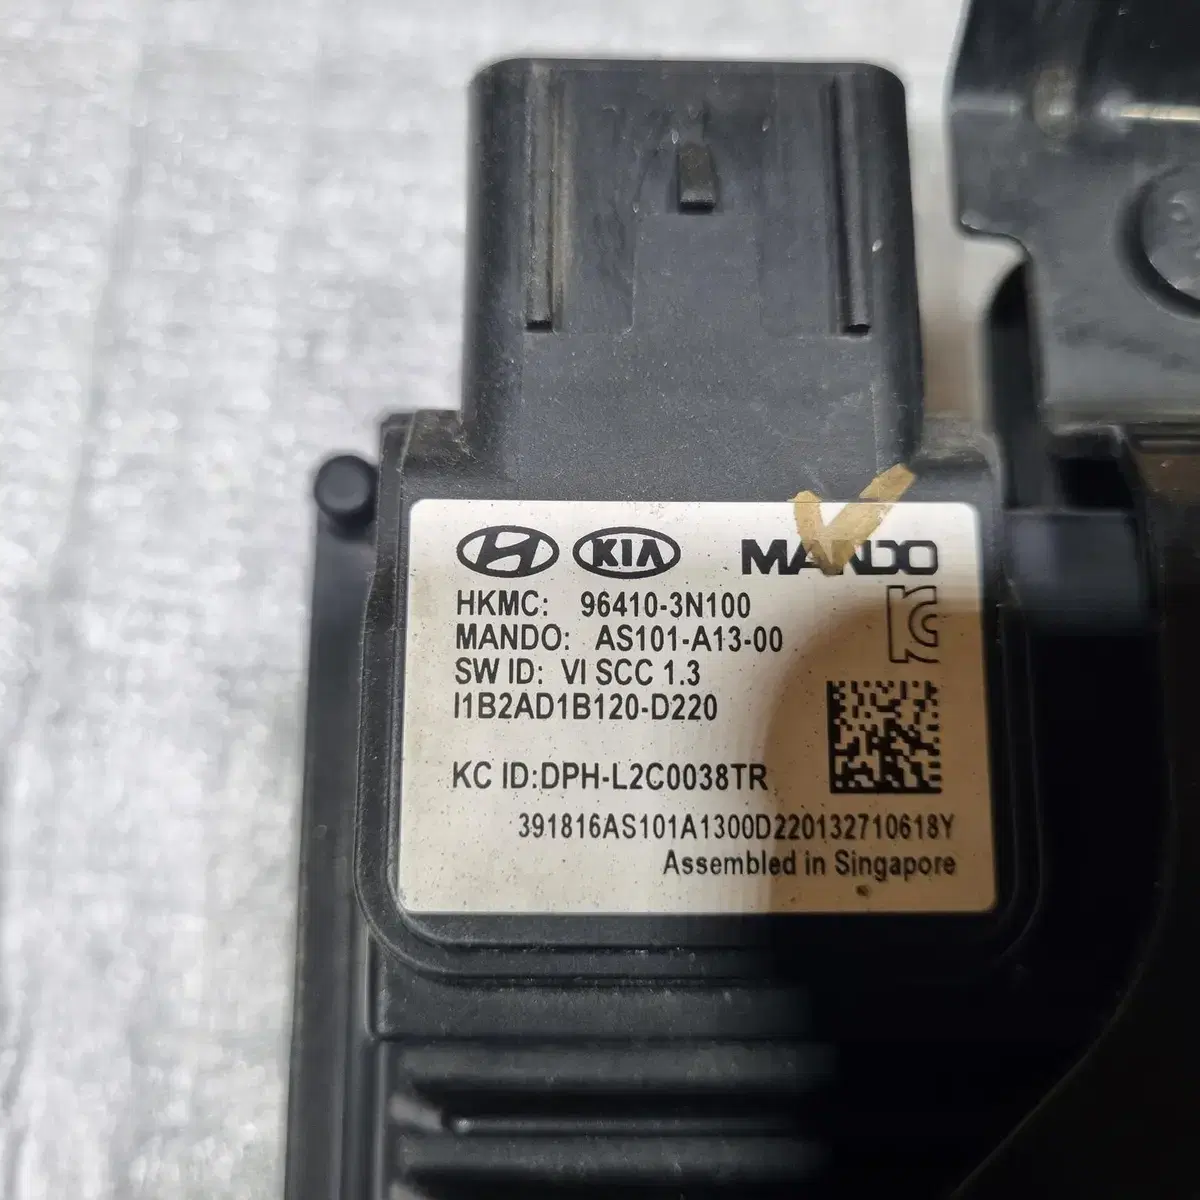 KIA MANDO
HKMC: 96410-3N100
MANDO: AS101-A13-00
SW ID: VI SCC 1.3
I1B2AD1B120-D220
KC ID:DPH-L2C0038TR
391816AS101A1300D220132710618Y
Assembled in Singapore